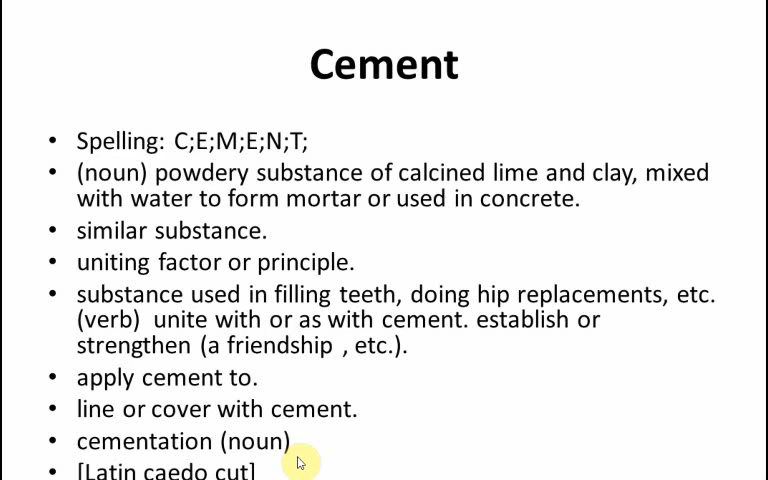 Cement
• Spelling: C;E;M;E;N;T;
• (noun) powdery substance of calcined lime and clay, mixed
with water to form mortar or used in concrete.
• similar substance.
• uniting factor or principle.
• substance used in filling teeth, doing hip replacements, etc.
(verb)  unite with or as with cement. establish or
strengthen (a friendship , etc.).
• apply cement to.
• line or cover with cement.
• cementation (noun)
• [Latin caedo cut]